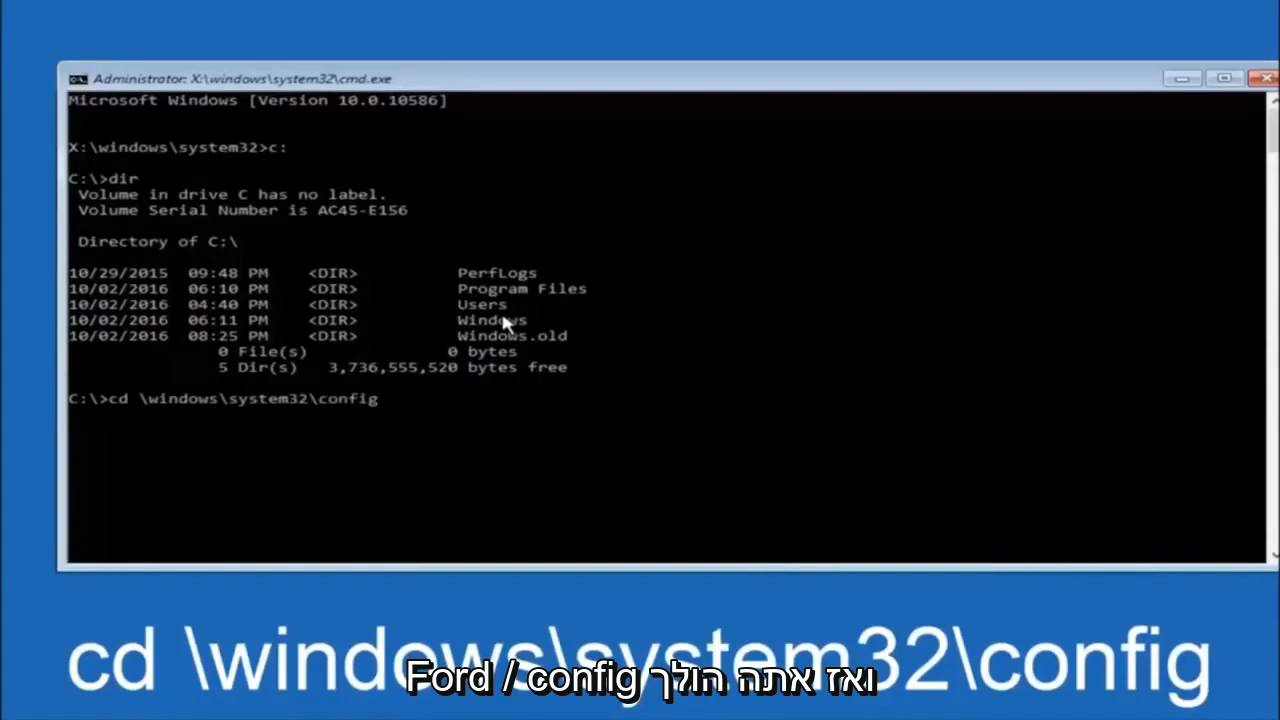 Administrator: X:\windows\system32\cmd.exe
Microsoft Windows [Version 10.0.10586]
X:\windows\system32>c:
C:\>dir
Volume in drive C has no label.
Volume Serial Number is AC45-E156
Directory of C:\
10/29/2015 09:48 PM <DIR> PerfLogs
10/02/2016 06:10 PM <DIR> Program Files
10/02/2016 04:40 PM <DIR> Users
10/02/2016 06:11 PM <DIR> Windows
10/02/2016 08:25 PM <DIR> Windows.old
0 File(s) 0 bytes
5 Dir(s) 3,736,555,520 bytes free
C:\>cd \windows\system32\config
cd \windows\system32\config
ואז אתה הולך Ford / config